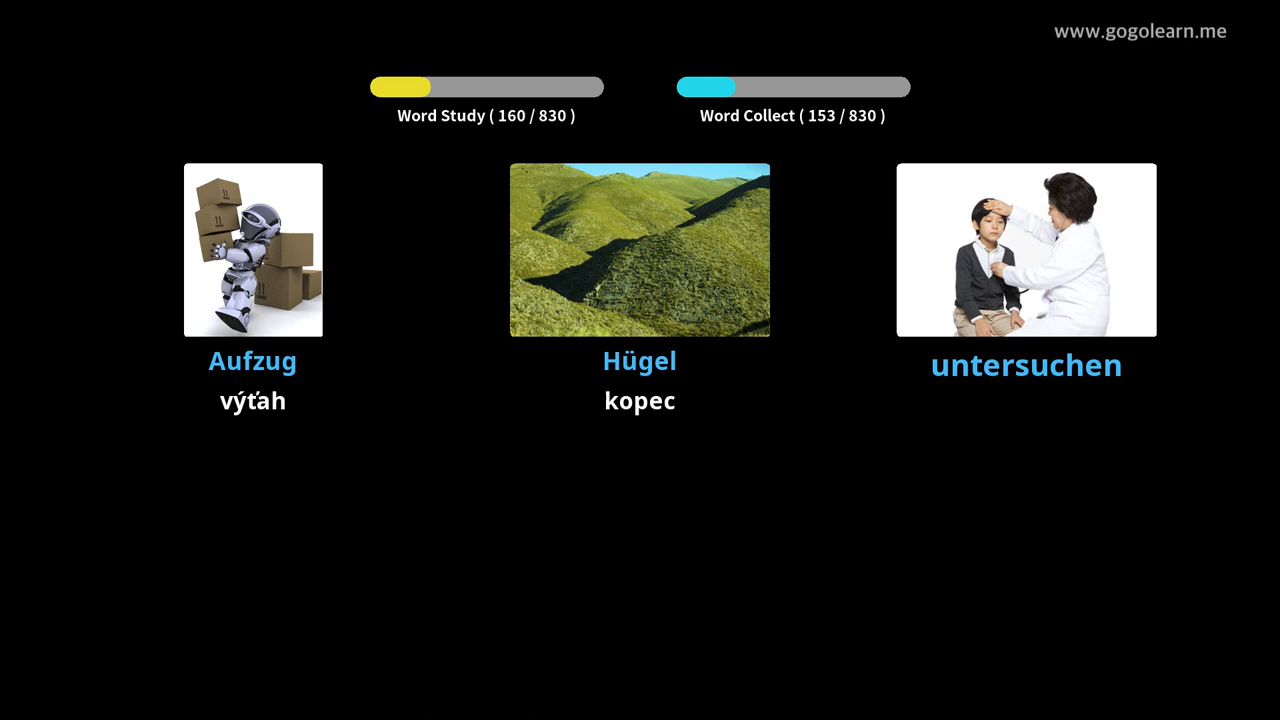 www.gogolearn.me
Word Study ( 160 / 830 )
Word Collect ( 153 / 830 )
Aufzug
výťah
Hügel
kopec
untersuchen